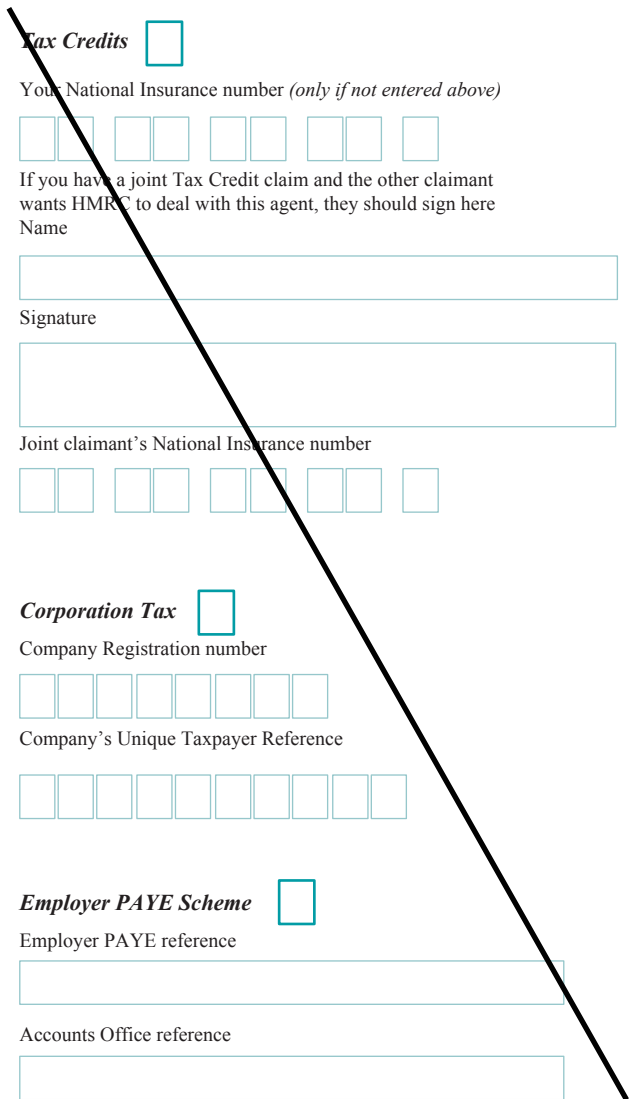 Tax Credits
Your National Insurance number (only if not entered above)
If you have a joint Tax Credit claim and the other claimant
wants HMRC to deal with this agent, they should sign here
Name
Signature
Joint claimant’s National Insurance number
Corporation Tax
Company Registration number
Company’s Unique Taxpayer Reference
Employer PAYE Scheme
Employer PAYE reference
Accounts Office reference